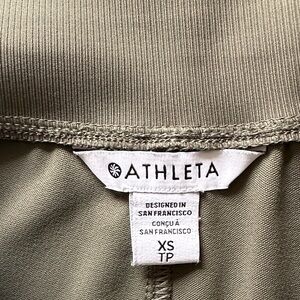 ATHLETA
DESIGNED IN
SAN FRANCISCO
CONÇU À
SAN FRANCISCO
XS
TP